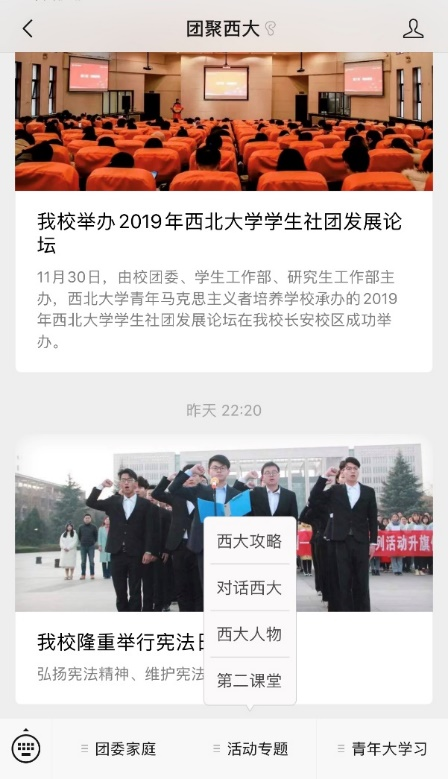 团聚西大
我校举办2019年西北大学学生社团发展论
坛
11月30日，由校团委、学生工作部、研究生工作部主
办，西北大学青年马克思主义者培养学校承办的2019
年西北大学学生社团发展论坛在我校长安校区成功举
办。
昨天 22:20
列活动升旗
我校隆重举行宪法日
弘扬宪法精神、维护宪法
西大攻略
对话西大
西大人物
第二课堂
团委家庭
活动专题
青年大学习